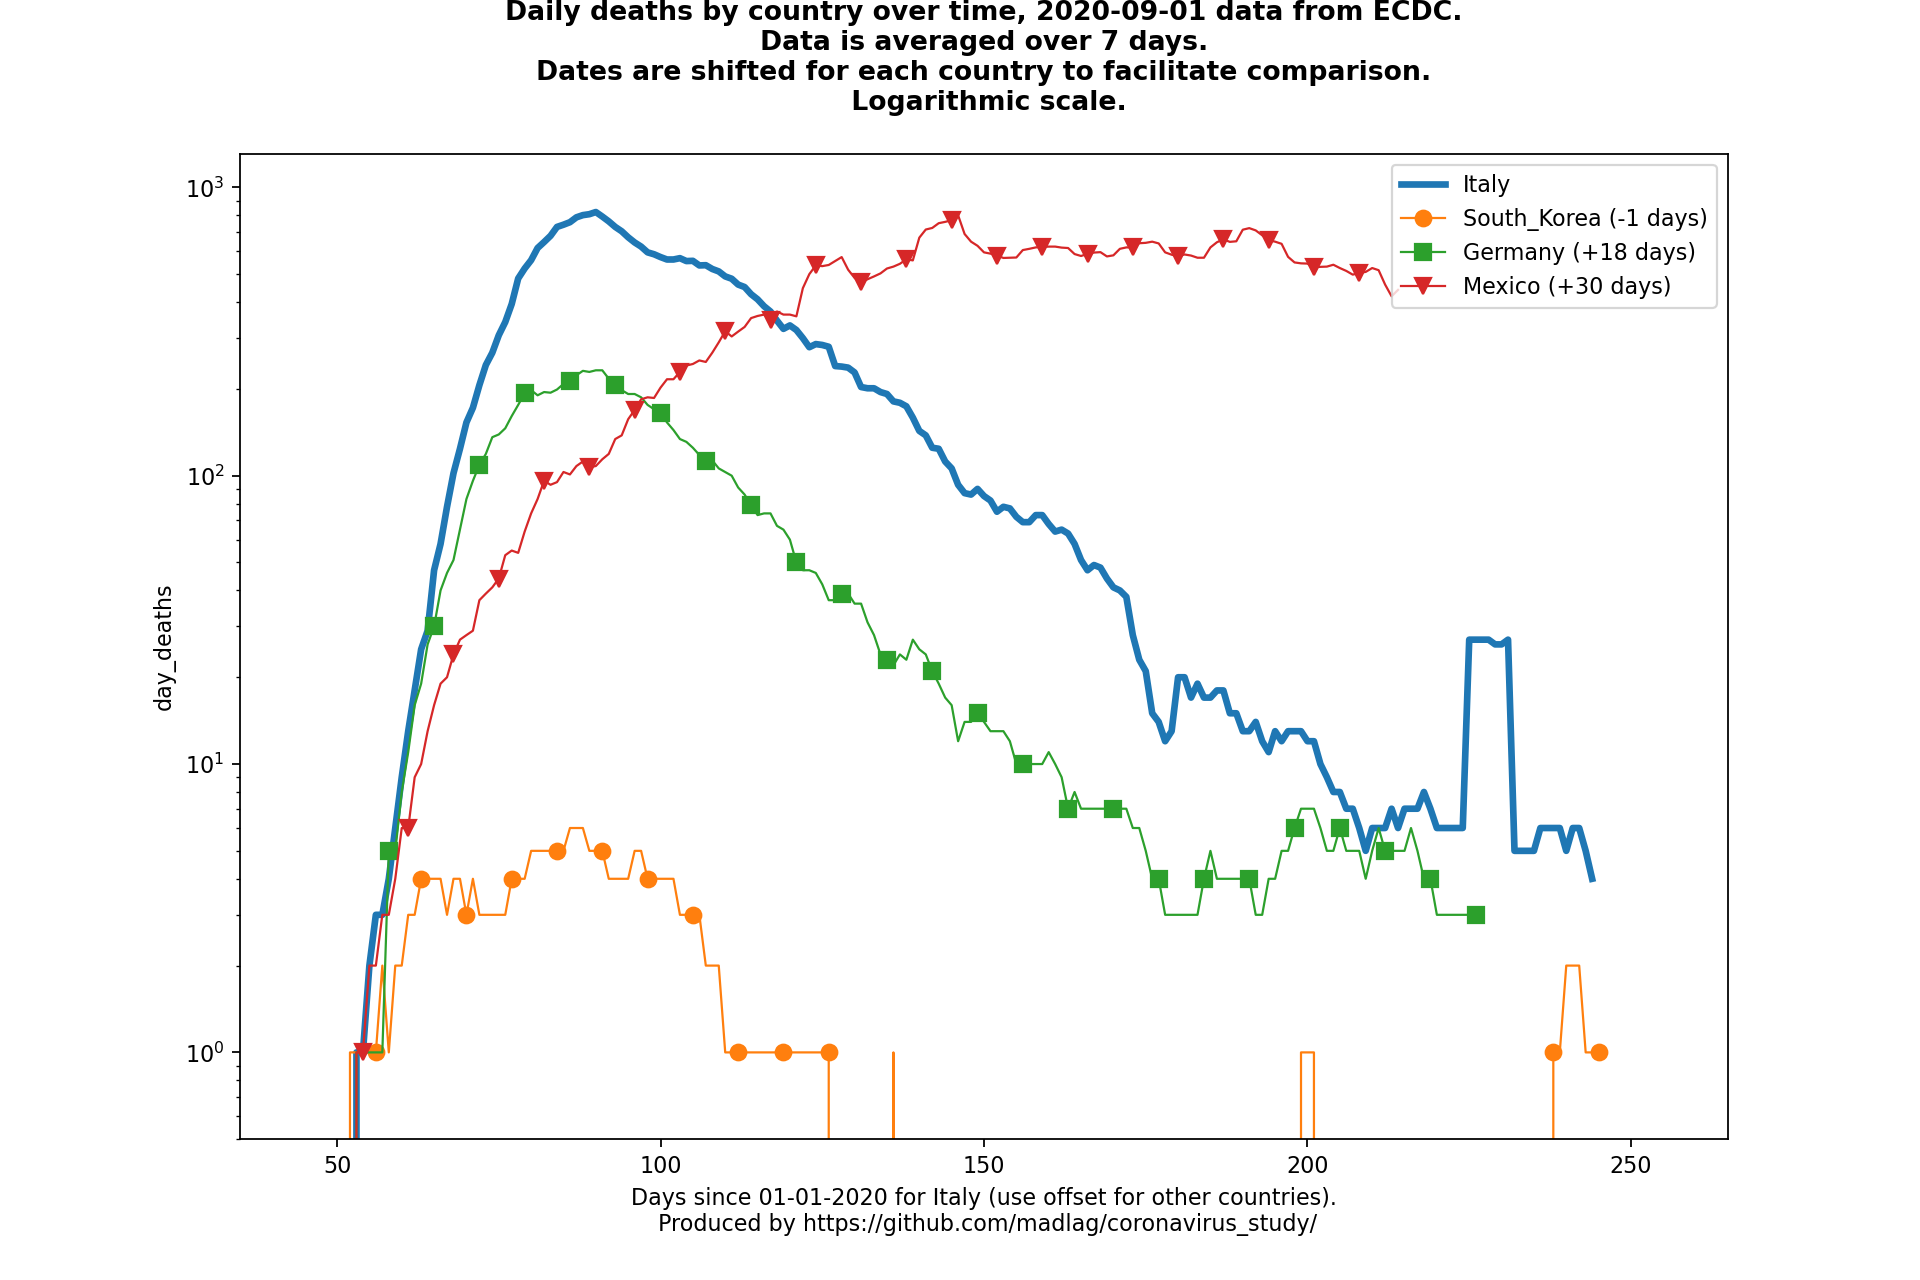 Daily deaths by country over time, 2020-09-01 data from ECDC.
Data is averaged over 7 days.
Dates are shifted for each country to facilitate comparison.
Logarithmic scale.
10³
10²
10¹
10⁰
day_deaths
Italy
South_Korea (-1 days)
Germany (+18 days)
Mexico (+30 days)
50 100 150 200 250
Days since 01-01-2020 for Italy (use offset for other countries).
Produced by https://github.com/madlag/coronavirus_study/